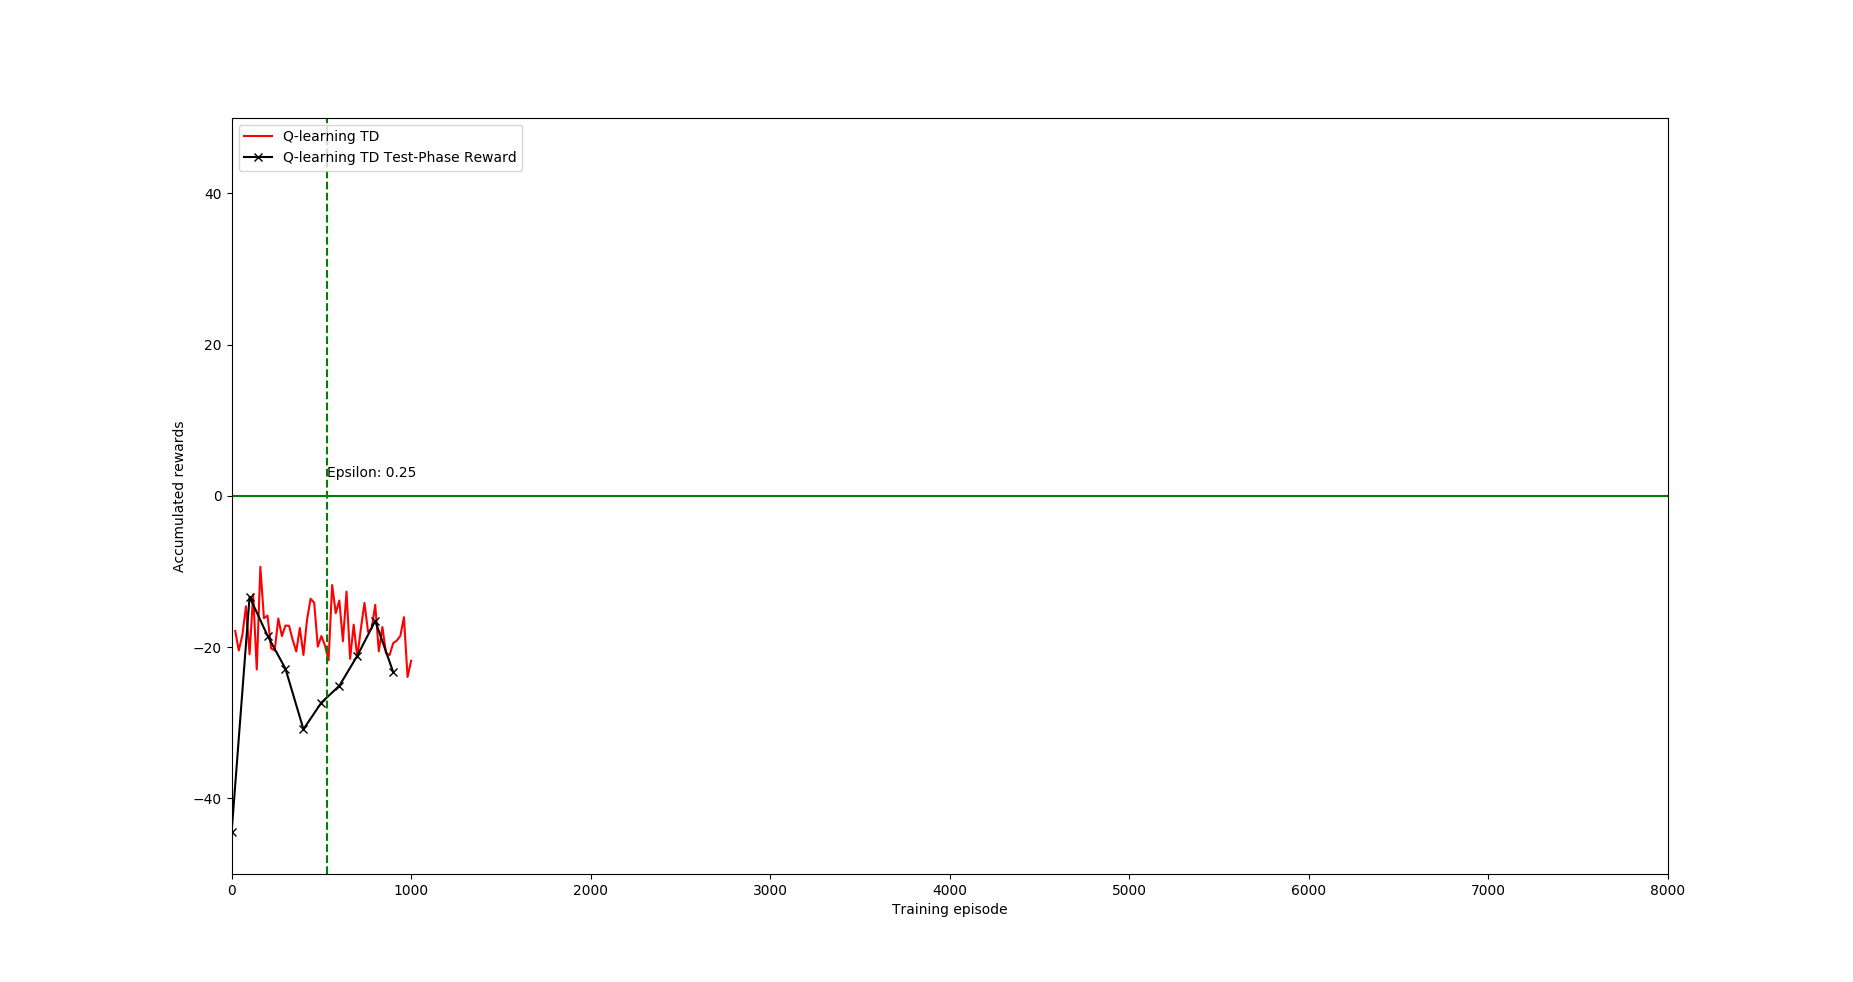 Q-learning TD
Q-learning TD Test-Phase Reward
40
20
Epsilon: 0.25
0
−20
−40
Accumulated rewards
0 1000 2000 3000 4000 5000 6000 7000 8000
Training episode